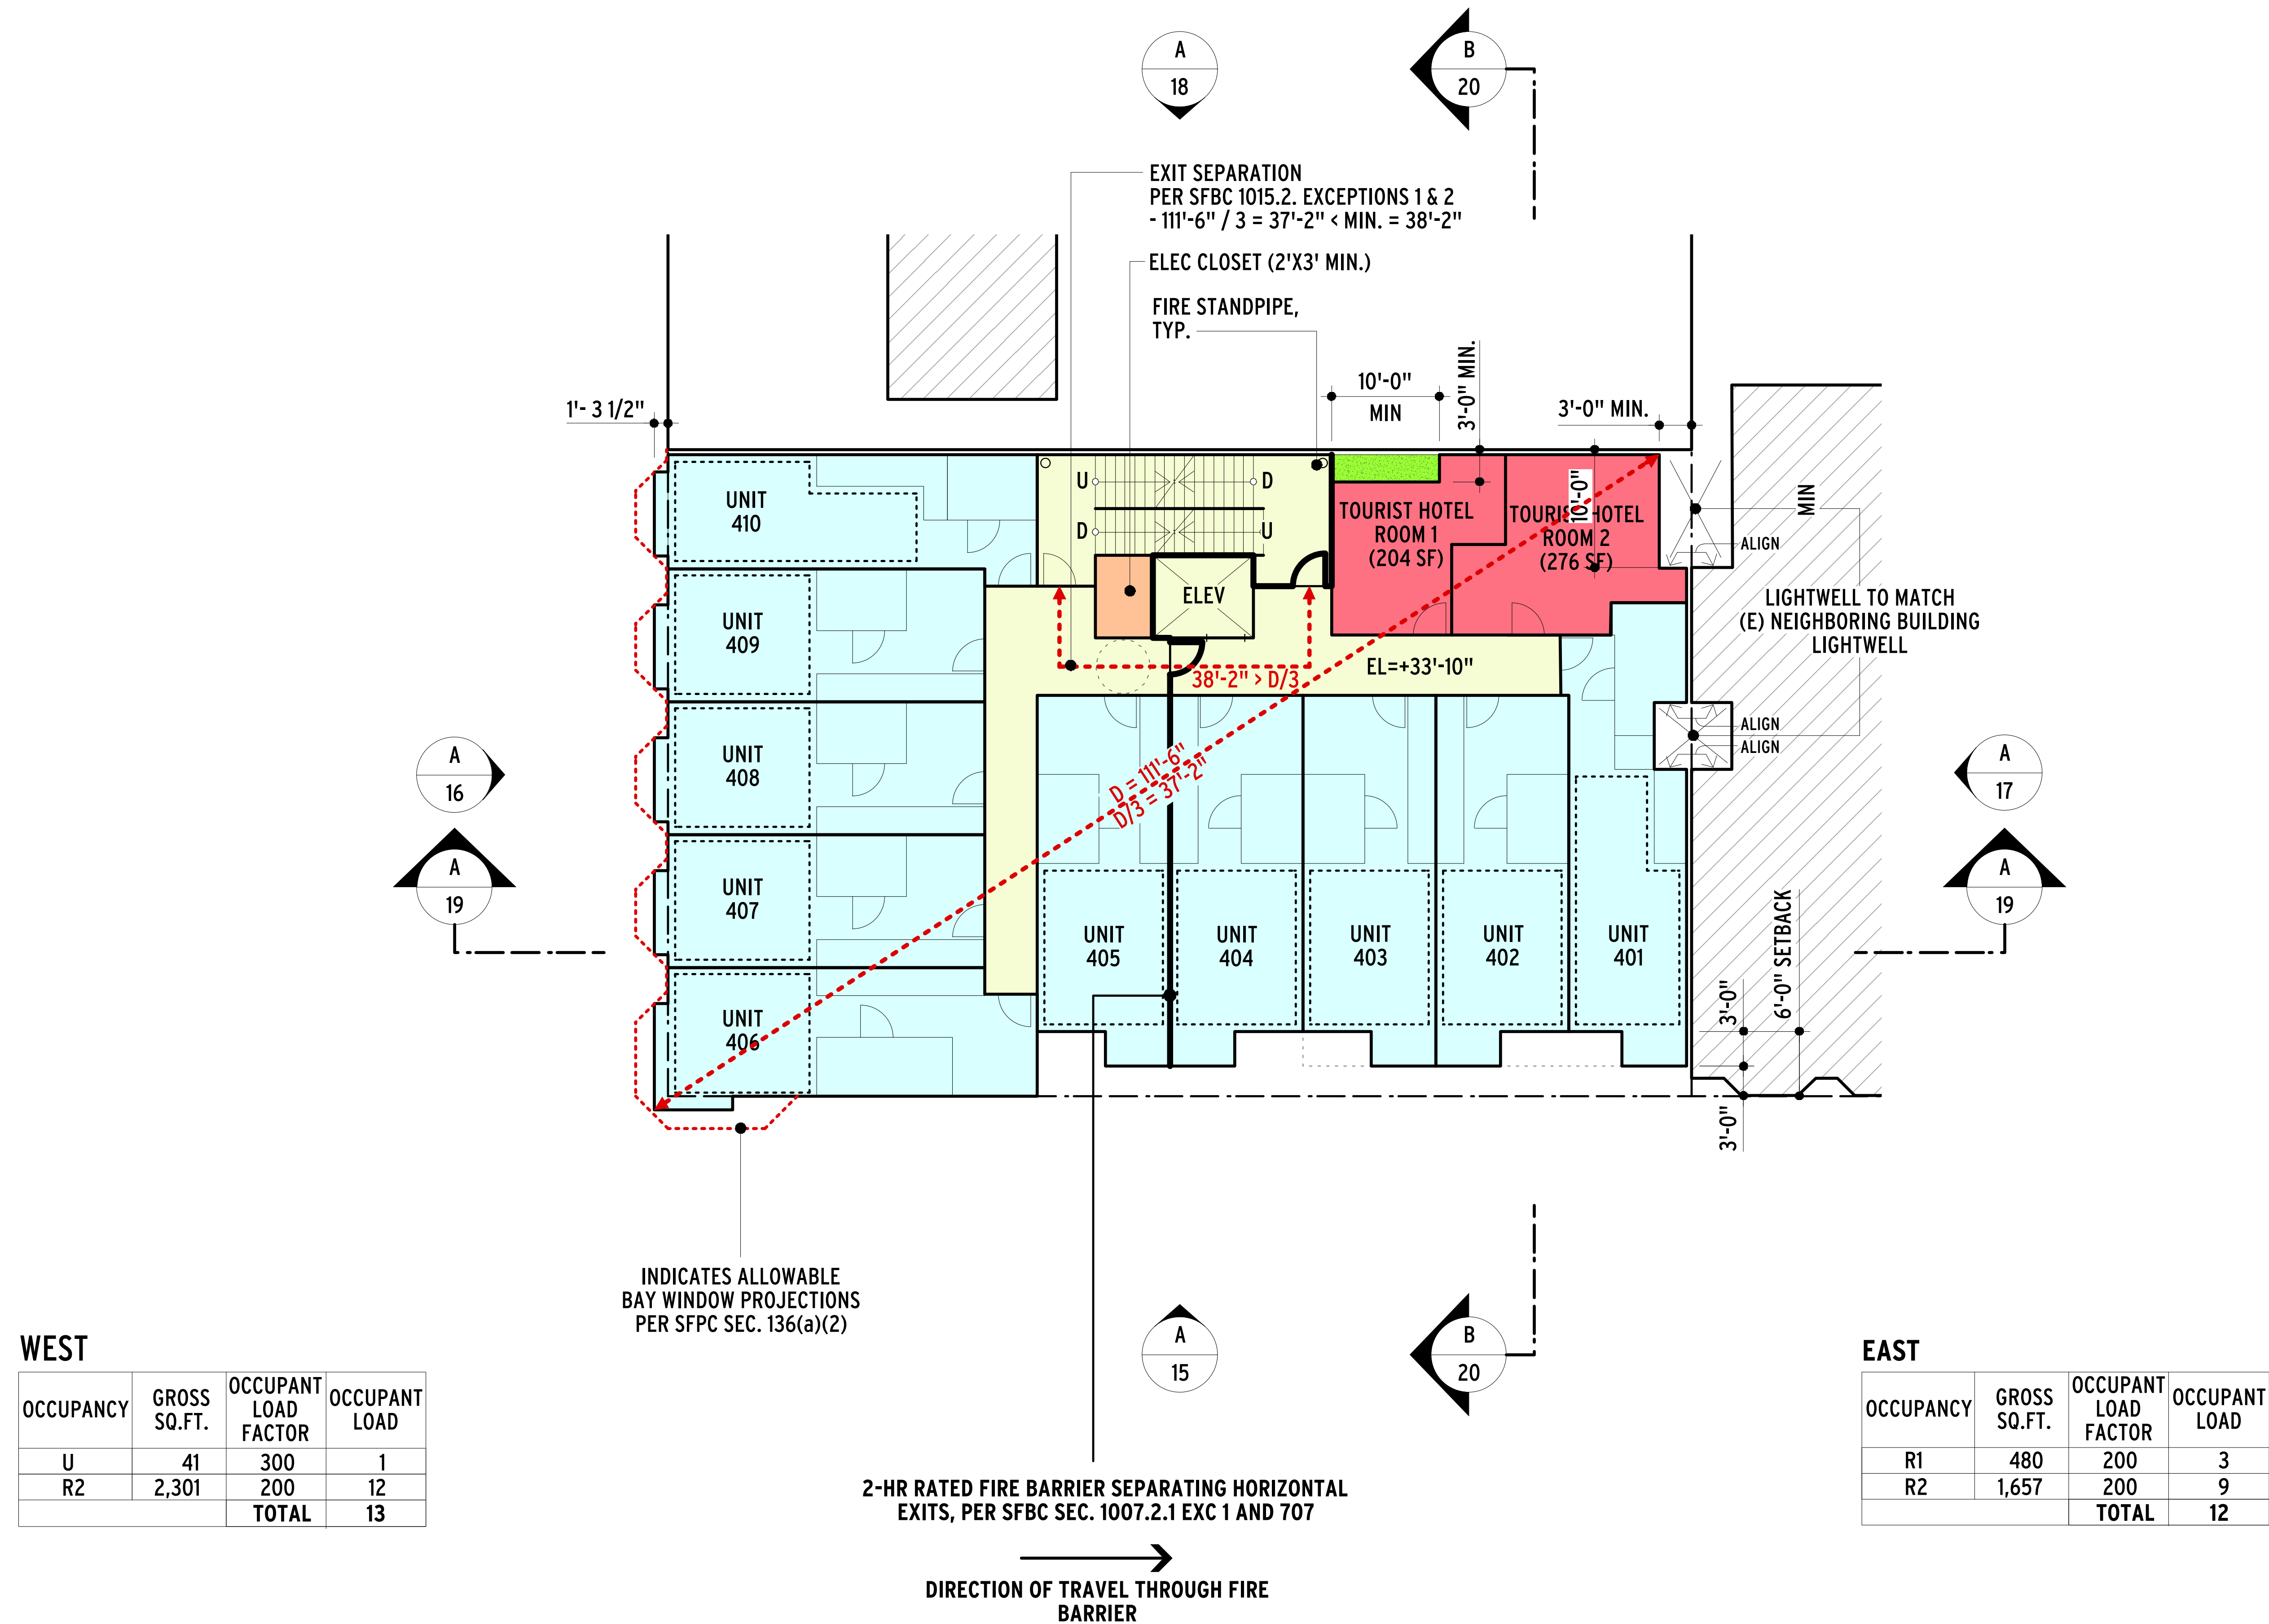 A
18
B
20
EXIT SEPARATION
PER SFBC 1015.2. EXCEPTIONS 1 & 2
- 111'-6" / 3 = 37'-2" < MIN. = 38'-2"
ELEC CLOSET (2'X3' MIN.)
FIRE STANDPIPE,
TYP.
1'- 3 1/2"
10'-0"
MIN
3'-0" MIN.
3'-0" MIN.
UNIT
410
U
D
D
U
ELEV
TOURIST HOTEL
ROOM 1
(204 SF)
TOURIST HOTEL
ROOM 2
(276 SF)
10'-0"
MIN
ALIGN
LIGHTWELL TO MATCH
(E) NEIGHBORING BUILDING
LIGHTWELL
ALIGN
ALIGN
UNIT
409
38'-2" > D/3
EL=+33'-10"
UNIT
408
D = 111'-6"
D/3 = 37'-2"
A
16
A
17
A
19
A
19
UNIT
407
UNIT
406
UNIT
405
UNIT
404
UNIT
403
UNIT
402
UNIT
401
3'-0"
6'-0" SETBACK
3'-0"
INDICATES ALLOWABLE
BAY WINDOW PROJECTIONS
PER SFPC SEC. 136(a)(2)
A
15
B
20
WEST
OCCUPANCY GROSS SQ.FT. OCCUPANT LOAD FACTOR OCCUPANT LOAD
U 41 300 1
R2 2,301 200 12
TOTAL 13
2-HR RATED FIRE BARRIER SEPARATING HORIZONTAL
EXITS, PER SFBC SEC. 1007.2.1 EXC 1 AND 707
DIRECTION OF TRAVEL THROUGH FIRE
BARRIER
EAST
OCCUPANCY GROSS SQ.FT. OCCUPANT LOAD FACTOR OCCUPANT LOAD
R1 480 200 3
R2 1,657 200 9
TOTAL 12